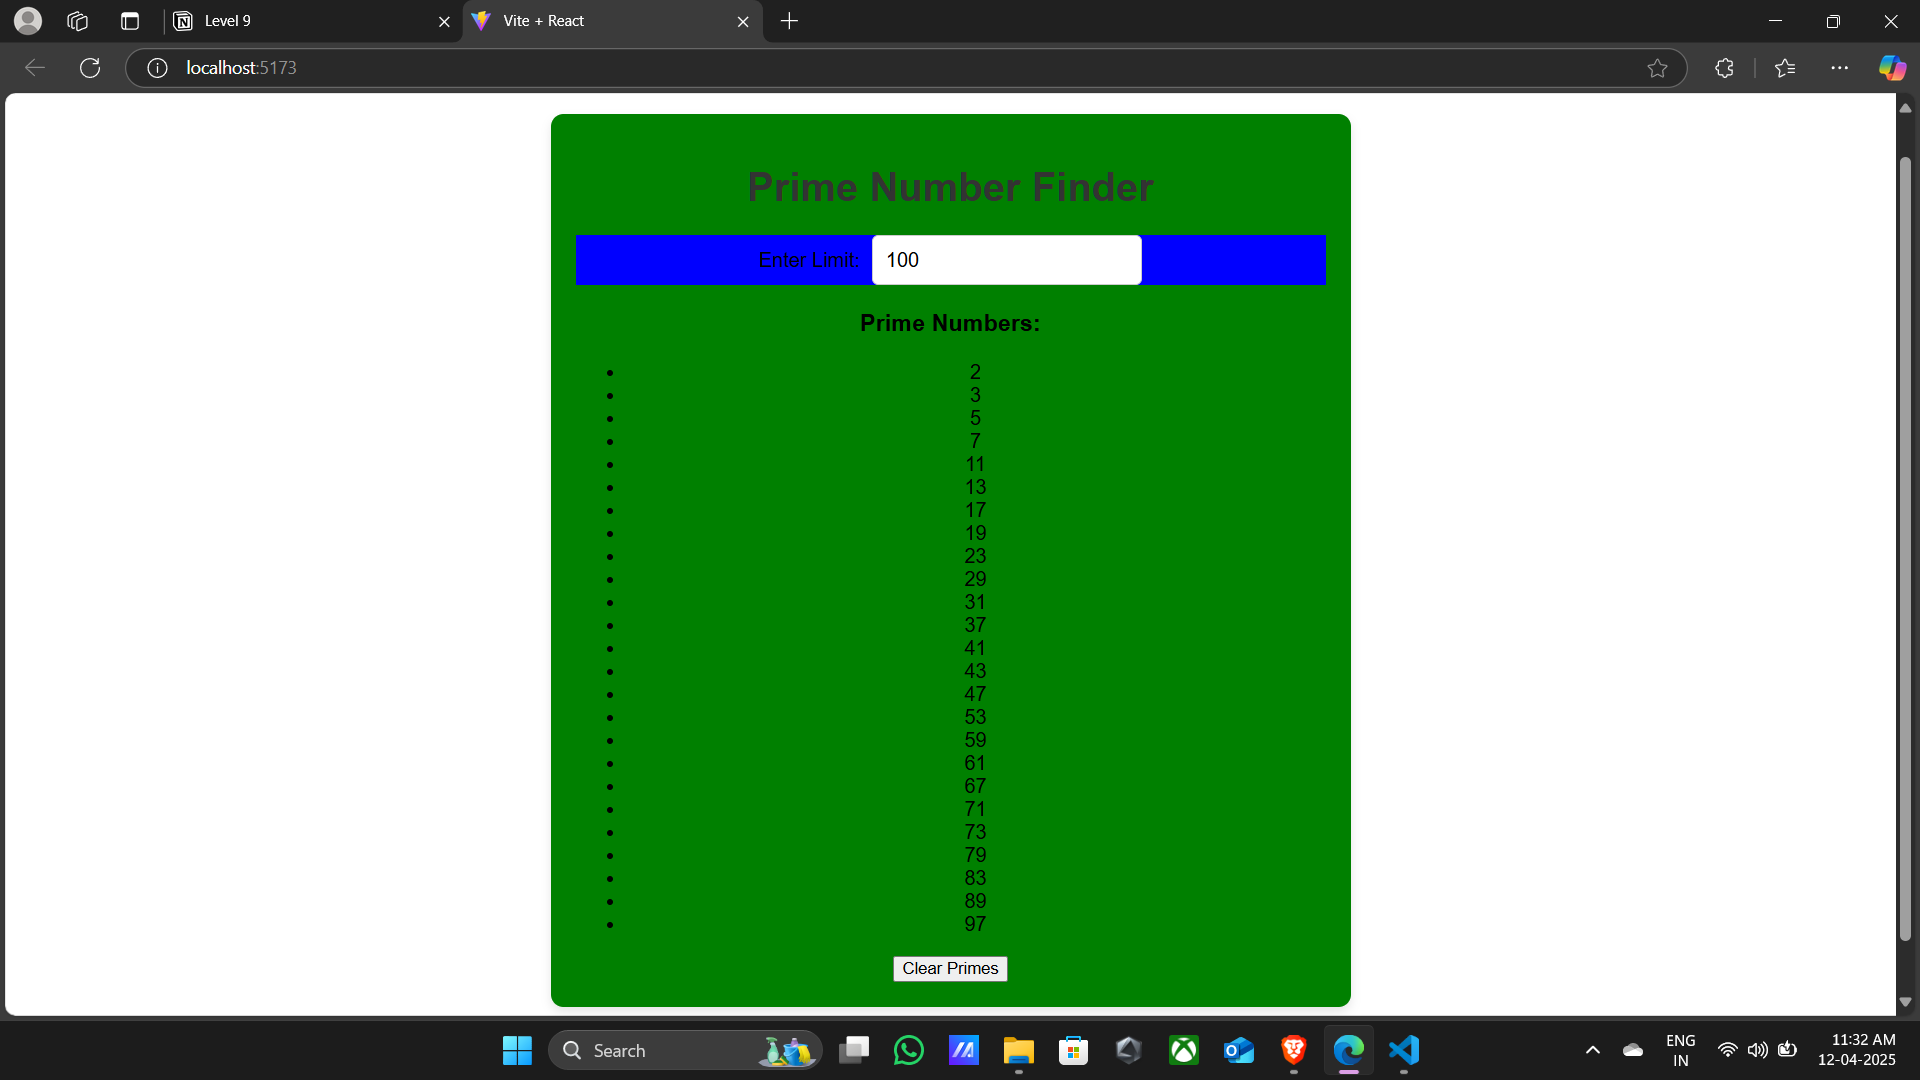 Level 9
Vite + React
localhost:5173
Prime Number Finder
Enter Limit: 100
Prime Numbers:
• 2
• 3
• 5
• 7
• 11
• 13
• 17
• 19
• 23
• 29
• 31
• 37
• 41
• 43
• 47
• 53
• 59
• 61
• 67
• 71
• 73
• 79
• 83
• 89
• 97
Clear Primes
Search
ENG
IN
11:32 AM
12-04-2025